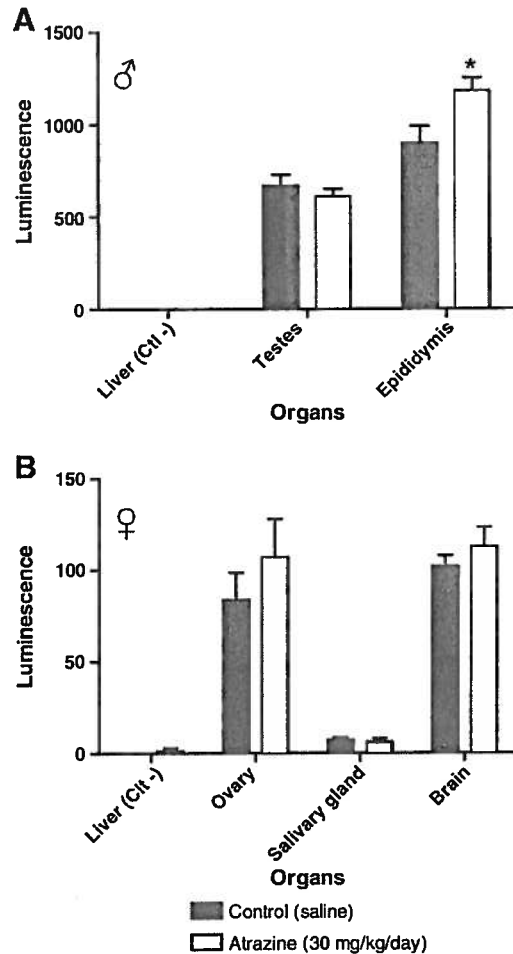 A
♂
1500
1000
500
0
Luminescence
Liver (Ctl -)
Testes
Epididymis
*
Organs
B
♀
150
100
50
0
Luminescence
Liver (Clt -)
Ovary
Salivary gland
Brain
Organs
Control (saline)
Atrazine (30 mg/kg/day)